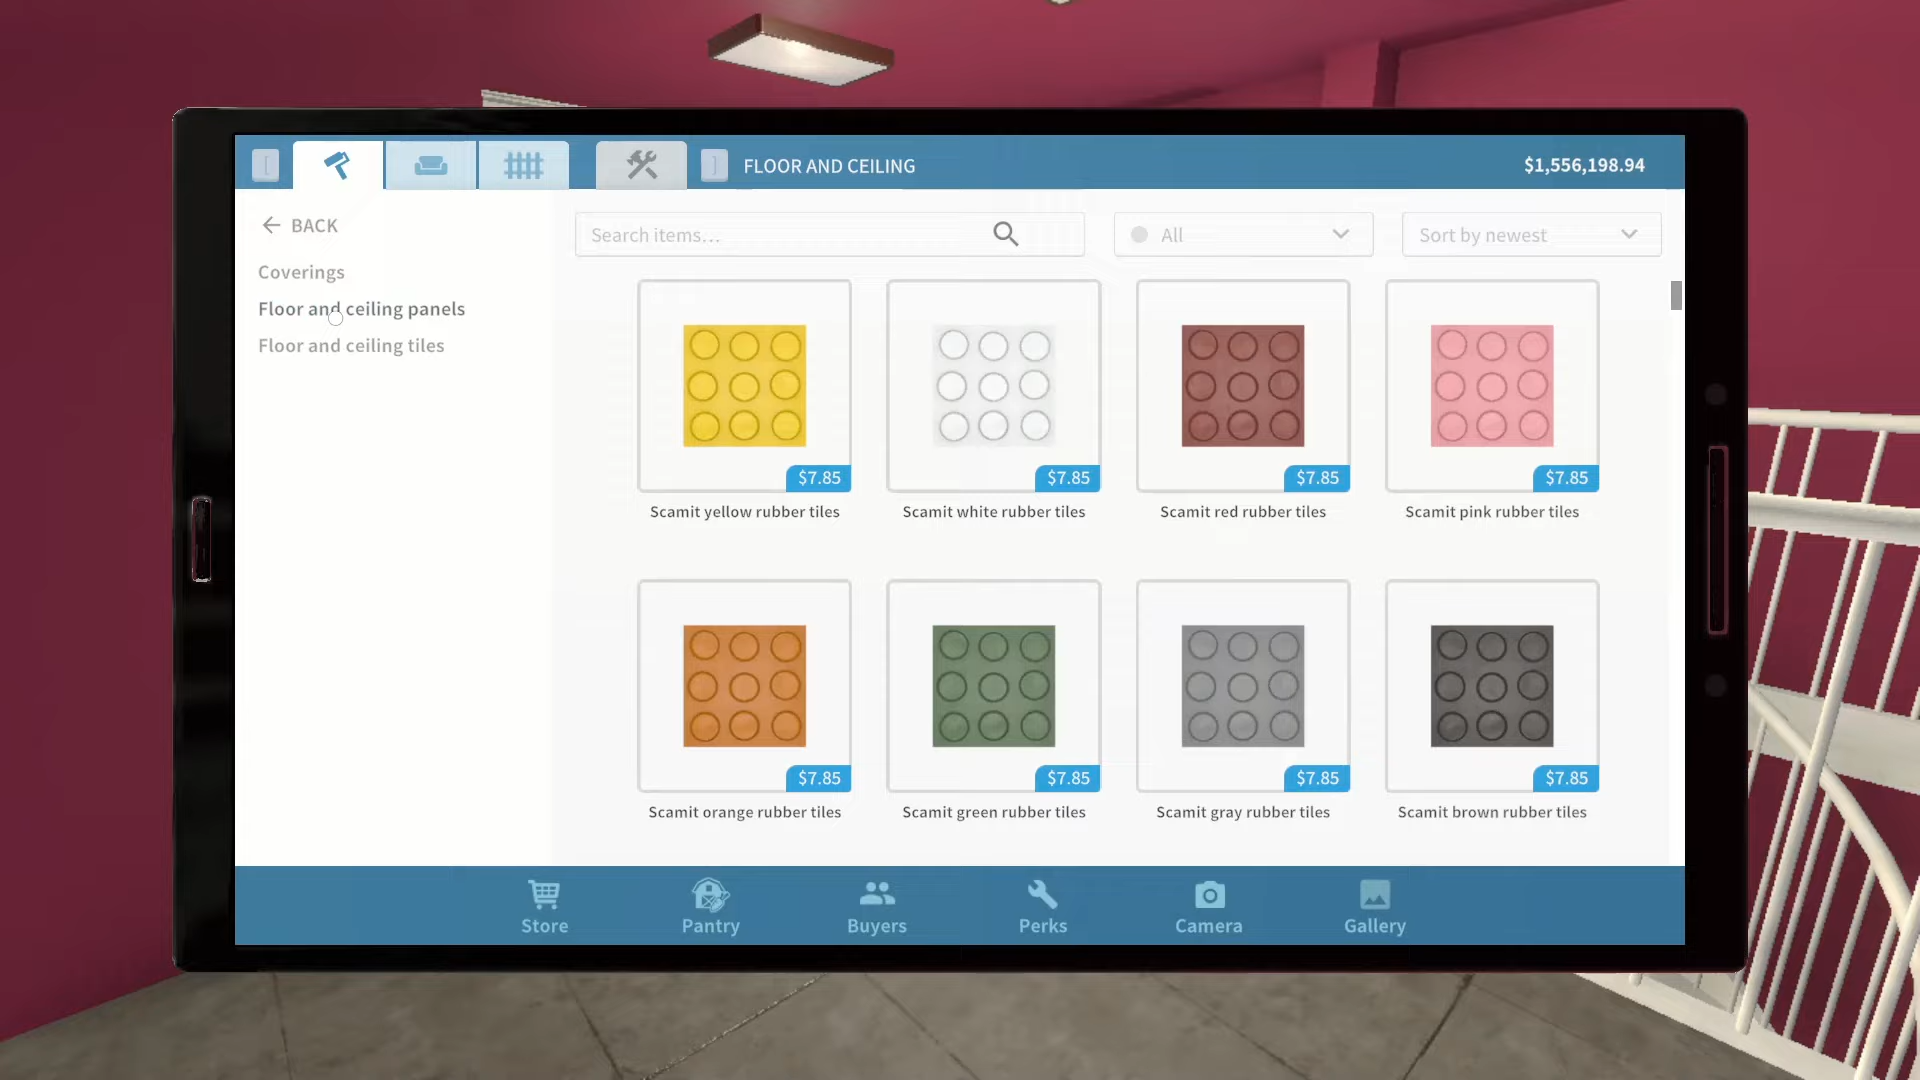 [
]
FLOOR AND CEILING
$1,556,198.94
BACK
Coverings
Floor and ceiling panels
Floor and ceiling tiles
Search items...
All
Sort by newest
$7.85
$7.85
$7.85
$7.85
Scamit yellow rubber tiles
Scamit white rubber tiles
Scamit red rubber tiles
Scamit pink rubber tiles
$7.85
$7.85
$7.85
$7.85
Scamit orange rubber tiles
Scamit green rubber tiles
Scamit gray rubber tiles
Scamit brown rubber tiles
Store
Pantry
Buyers
Perks
Camera
Gallery